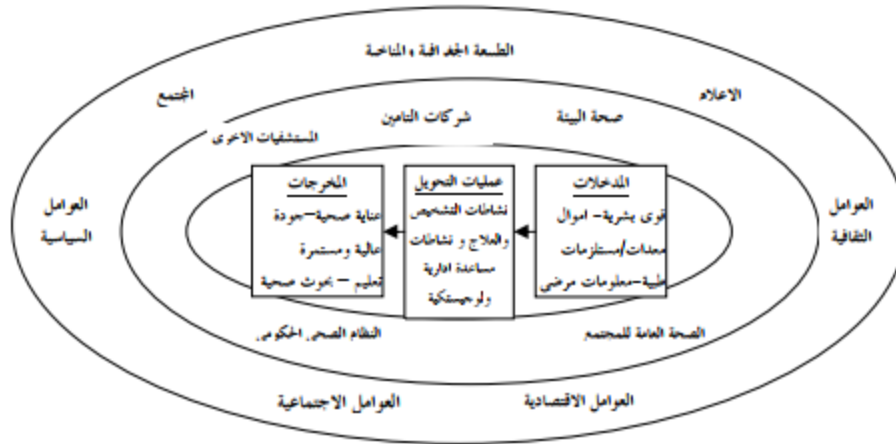 الطبيعة الجغرافية والمناخية
الاعلام
المجتمع
صحة البيئة
شركات التامين
المستشفيات الاخرى
العوامل
الثقافية
المدخلات
قوى بشرية- اموال
معدات/مستلزمات
طبية-معلومات مرضى
عمليات التحويل
نشاطات التشخيص
والعلاج و نشاطات
مساعدة ادارية
ولوجيستكية
المخرجات
عناية صحية-جودة
عالية ومستمرة
تعليم - بحوث صحية
العوامل
السياسية
الصحة العامة للمجتمع
النظام الصحي الحكومي
العوامل الاقتصادية
العوامل الاجتماعية